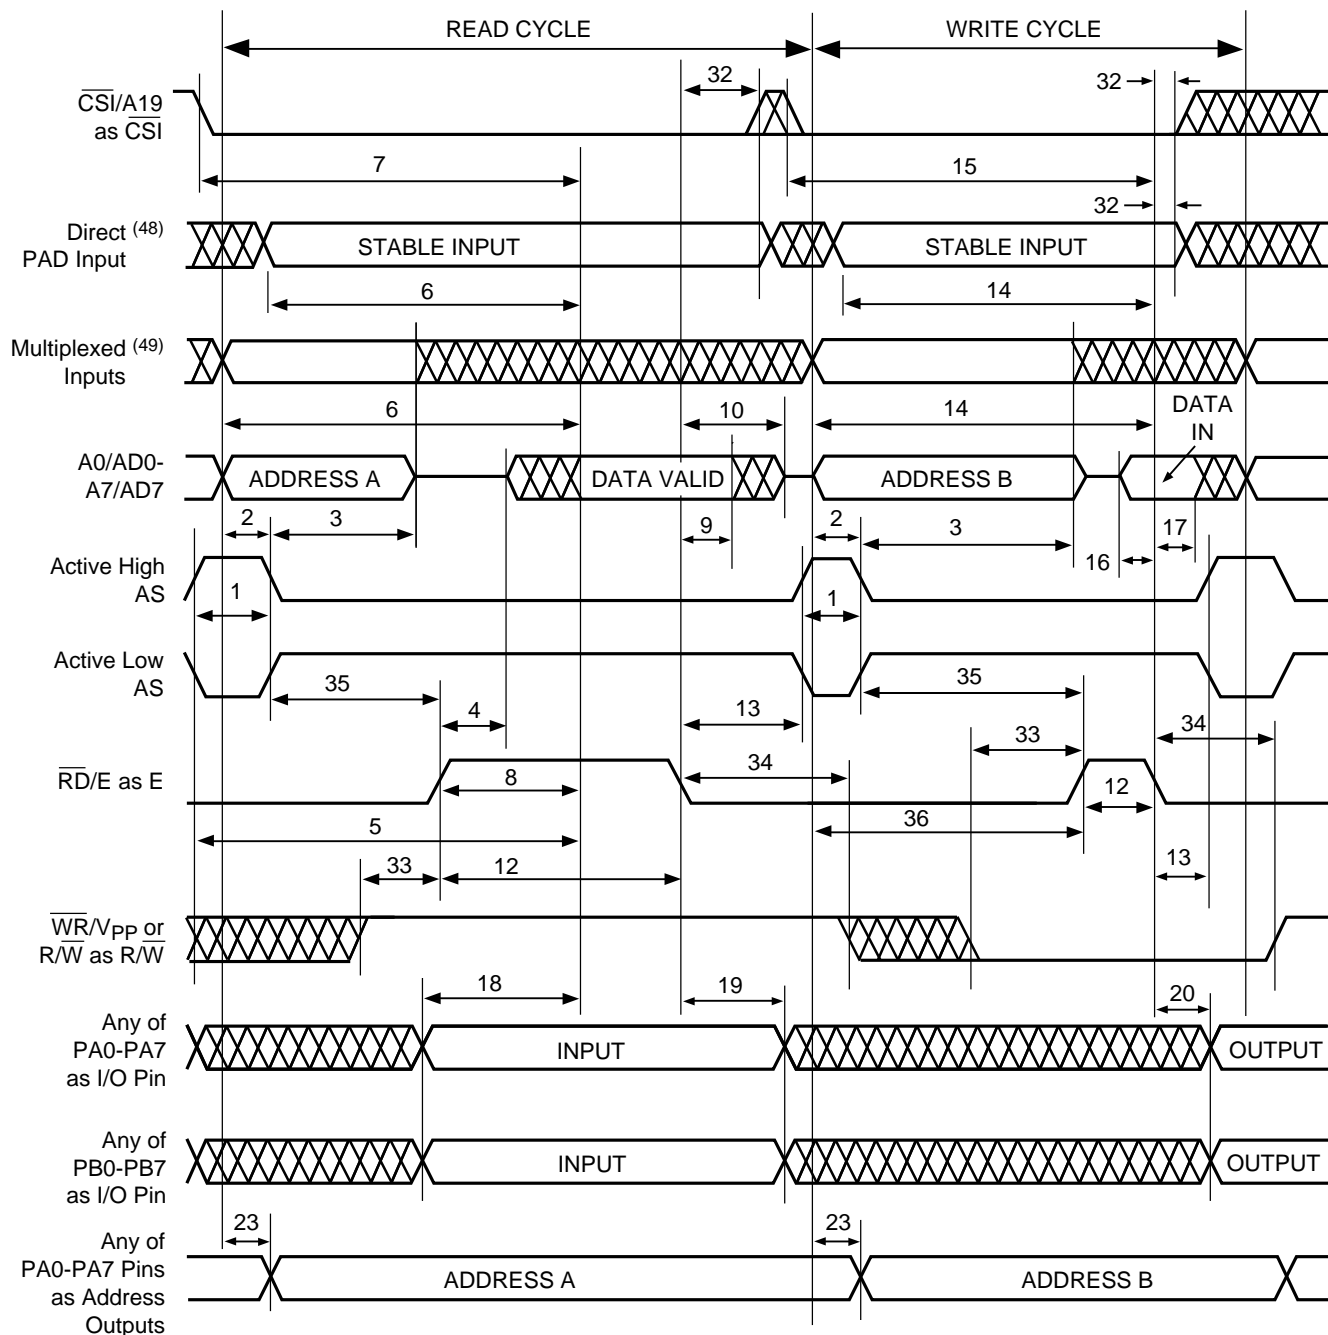 READ CYCLE
WRITE CYCLE
32
32
CSI/A19
as CSI
7
15
32
Direct (48)
PAD Input
STABLE INPUT
STABLE INPUT
6
14
Multiplexed (49)
Inputs
6
10
14
DATA
IN
A0/AD0-
A7/AD7
ADDRESS A
DATA VALID
ADDRESS B
2
3
9
2
3
17
16
Active High
AS
1
1
Active Low
AS
35
35
4
13
33
34
34
RD/E as E
8
12
5
36
33
12
13
WR/VPP or
R/W as R/W
18
19
20
Any of
PA0-PA7
as I/O Pin
INPUT
OUTPUT
Any of
PB0-PB7
as I/O Pin
INPUT
OUTPUT
23
23
Any of
PA0-PA7 Pins
as Address
Outputs
ADDRESS A
ADDRESS B